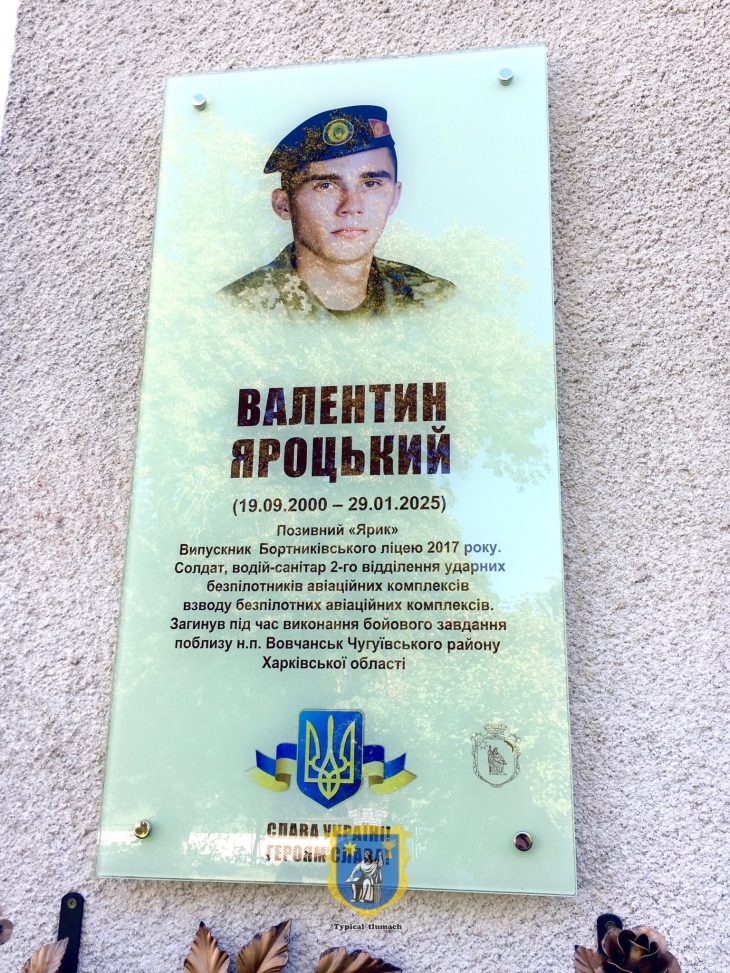 ВАЛЕНТИН
ЯРОЦЬКИЙ
(19.09.2000 – 29.01.2025)
Позивний «Ярик»
Випускник Бортниківського ліцею 2017 року.
Солдат, водій-санітар 2-го відділення ударних
безпілотників авіаційних комплексів
взводу безпілотних авіаційних комплексів.
Загинув під час виконання бойового завдання
поблизу н.п. Вовчанськ Чугуївського району
Харківської області
СЛАВА УКРАЇНІ!
ГЕРОЯМ СЛАВА!
Typical tlumach